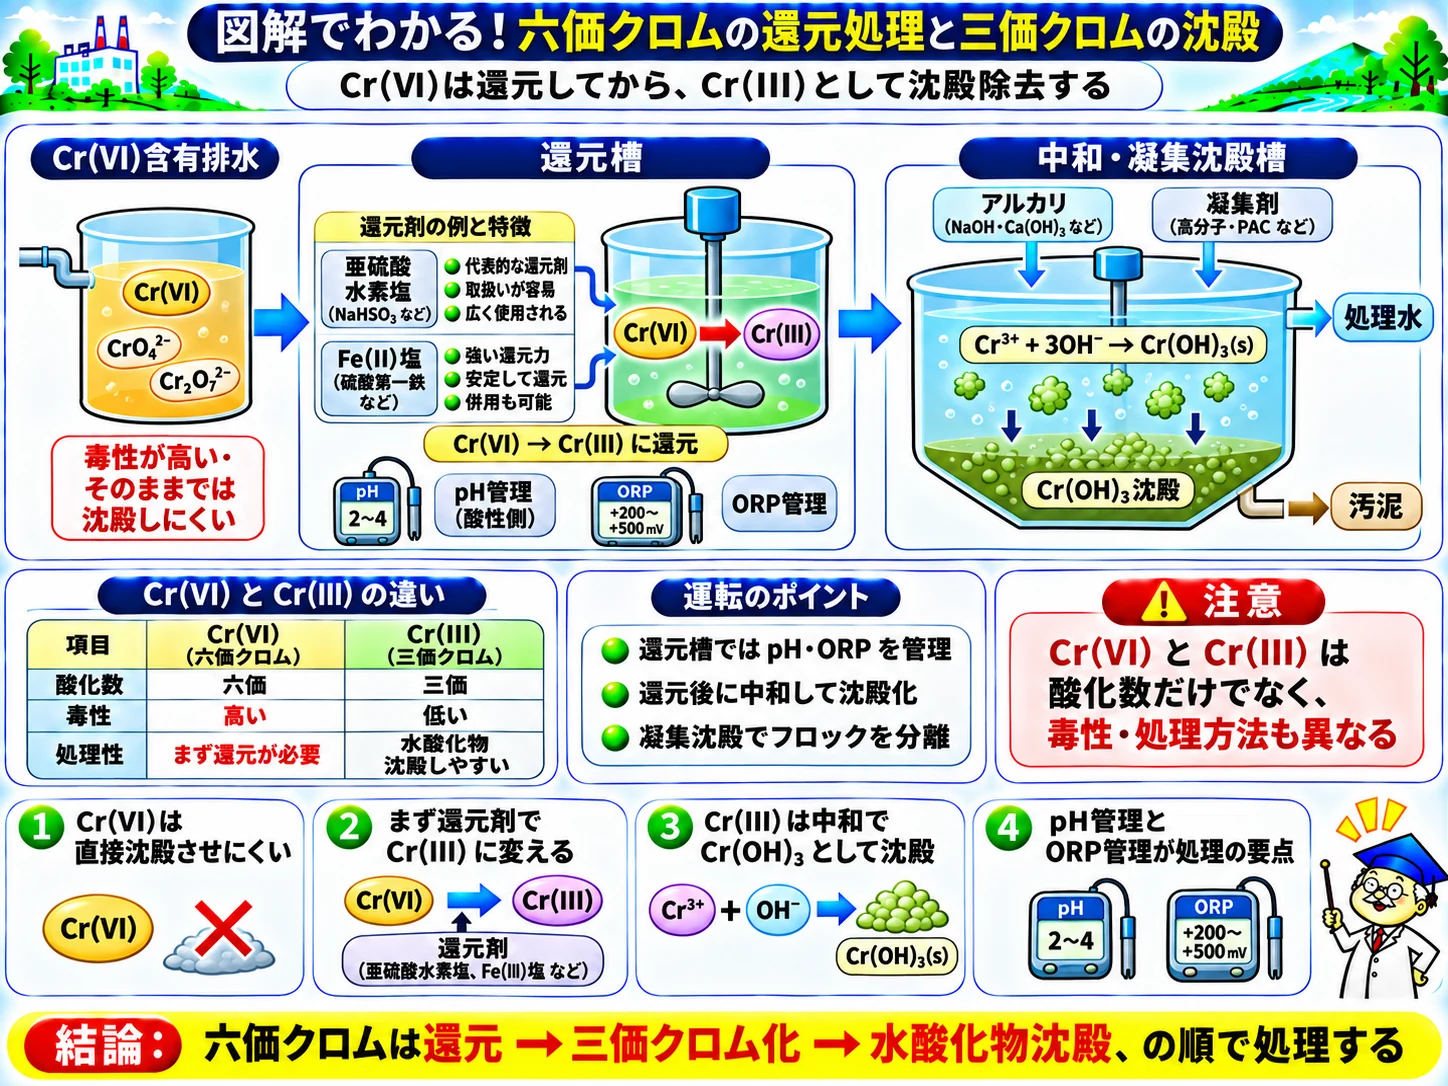 図解でわかる！六価クロムの還元処理と三価クロムの沈殿
Cr(VI)は還元してから、Cr(III)として沈殿除去する
Cr(VI)含有排水
Cr(VI)
CrO₄²⁻
Cr₂O₇²⁻
毒性が高い・
そのままでは
沈殿しにくい
還元槽
還元剤の例と特徴
亜硫酸
水素塩
(NaHSO₃ など)
代表的な還元剤
取扱いが容易
広く使用される
Fe(II)塩
(硫酸第一鉄
など)
強い還元力
安定して還元
併用も可能
Cr(VI)
Cr(III)
Cr(VI) → Cr(III) に還元
pH
2~4
pH管理
(酸性側)
ORP
+200~
+500mV
ORP管理
中和・凝集沈殿槽
アルカリ
(NaOH・Ca(OH)₃ など)
凝集剤
(高分子・PAC など)
Cr³⁺ + 3OH⁻ → Cr(OH)₃(s)
Cr(OH)₃沈殿
処理水
汚泥
Cr(VI) と Cr(III) の違い
項目
Cr(VI)
(六価クロム)
Cr(III)
(三価クロム)
酸化数 六価 三価
毒性 高い 低い
処理性 まず還元が必要
水酸化物
沈殿しやすい
運転のポイント
還元槽では pH・ORP を管理
還元後に中和して沈殿化
凝集沈殿でフロックを分離
注意
Cr(VI) と Cr(III) は
酸化数だけでなく、
毒性・処理方法も異なる
1 Cr(VI)は
直接沈殿させにくい
Cr(VI)
2 まず還元剤で
Cr(III) に変える
Cr(VI)
Cr(III)
還元剤
(亜硫酸水素塩、Fe(III)塩 など)
3 Cr(III)は中和で
Cr(OH)₃ として沈殿
Cr³⁺ + OH⁻
Cr(OH)₃(s)
4 pH管理と
ORP管理が処理の要点
pH
2~4
ORP
+200~
+500mV
結論： 六価クロムは還元 → 三価クロム化 → 水酸化物沈殿、の順で処理する